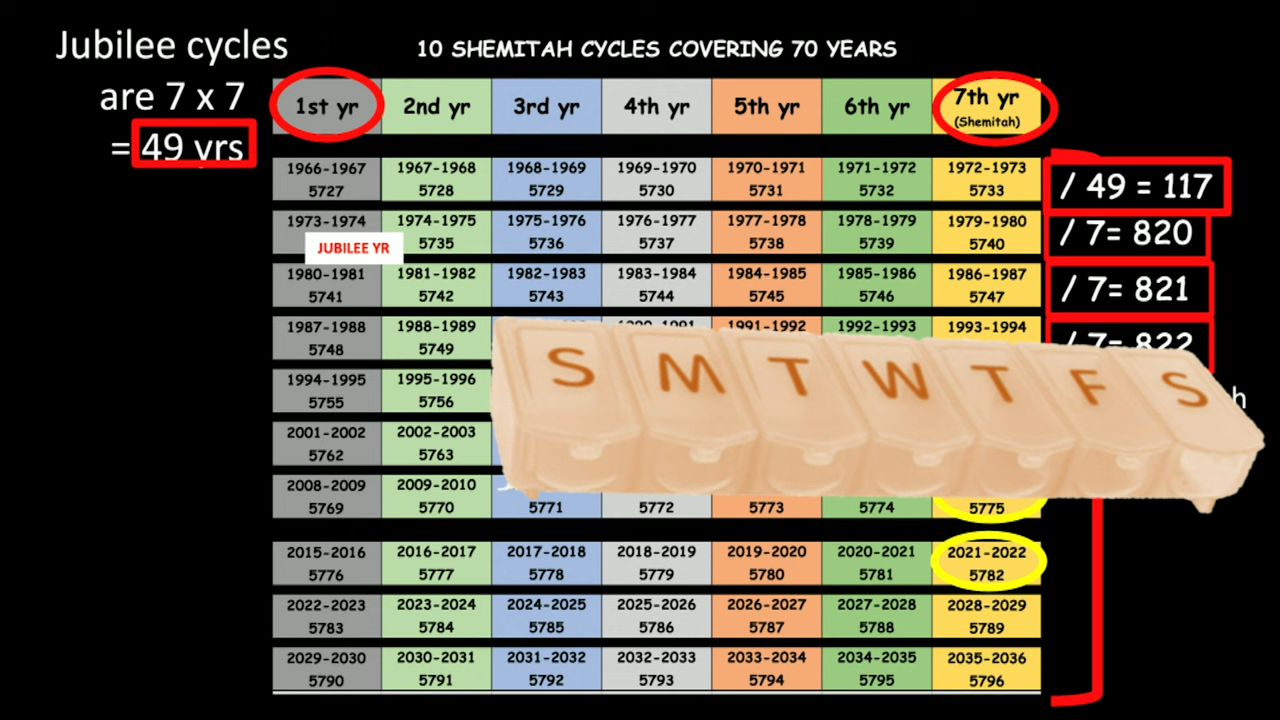 Jubilee cycles
are 7 x 7
= 49 yrs
10 SHEMITAH CYCLES COVERING 70 YEARS
1st yr 2nd yr 3rd yr 4th yr 5th yr 6th yr 7th yr
(Shemitah)
1966-1967 1967-1968 1968-1969 1969-1970 1970-1971 1971-1972 1972-1973
5727 5728 5729 5730 5731 5732 5733
/ 49 = 117
1973-1974 1974-1975 1975-1976 1976-1977 1977-1978 1978-1979 1979-1980
JUBILEE YR 5735 5736 5737 5738 5739 5740
/ 7= 820
1980-1981 1981-1982 1982-1983 1983-1984 1984-1985 1985-1986 1986-1987
5741 5742 5743 5744 5745 5746 5747
/ 7= 821
1987-1988 1988-1989 1991-1992 1992-1993 1993-1994
5748 5749
/ 7= 822
S M T W T F S
1994-1995 1995-1996
5755 5756
2001-2002 2002-2003
5762 5763
2008-2009 2009-2010
5769 5770 5771 5772 5773 5774 5775
2015-2016 2016-2017 2017-2018 2018-2019 2019-2020 2020-2021 2021-2022
5776 5777 5778 5779 5780 5781 5782
2022-2023 2023-2024 2024-2025 2025-2026 2026-2027 2027-2028 2028-2029
5783 5784 5785 5786 5787 5788 5789
2029-2030 2030-2031 2031-2032 2032-2033 2033-2034 2034-2035 2035-2036
5790 5791 5792 5793 5794 5795 5796